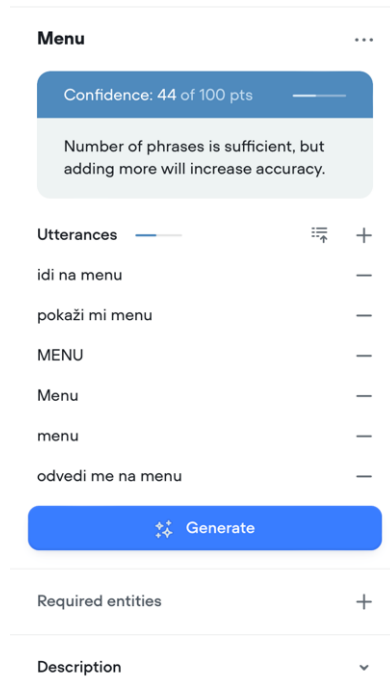 Menu
Confidence: 44 of 100 pts
Number of phrases is sufficient, but
adding more will increase accuracy.
Utterances
idi na menu
pokaži mi menu
MENU
Menu
menu
odvedi me na menu
Generate
Required entities
Description